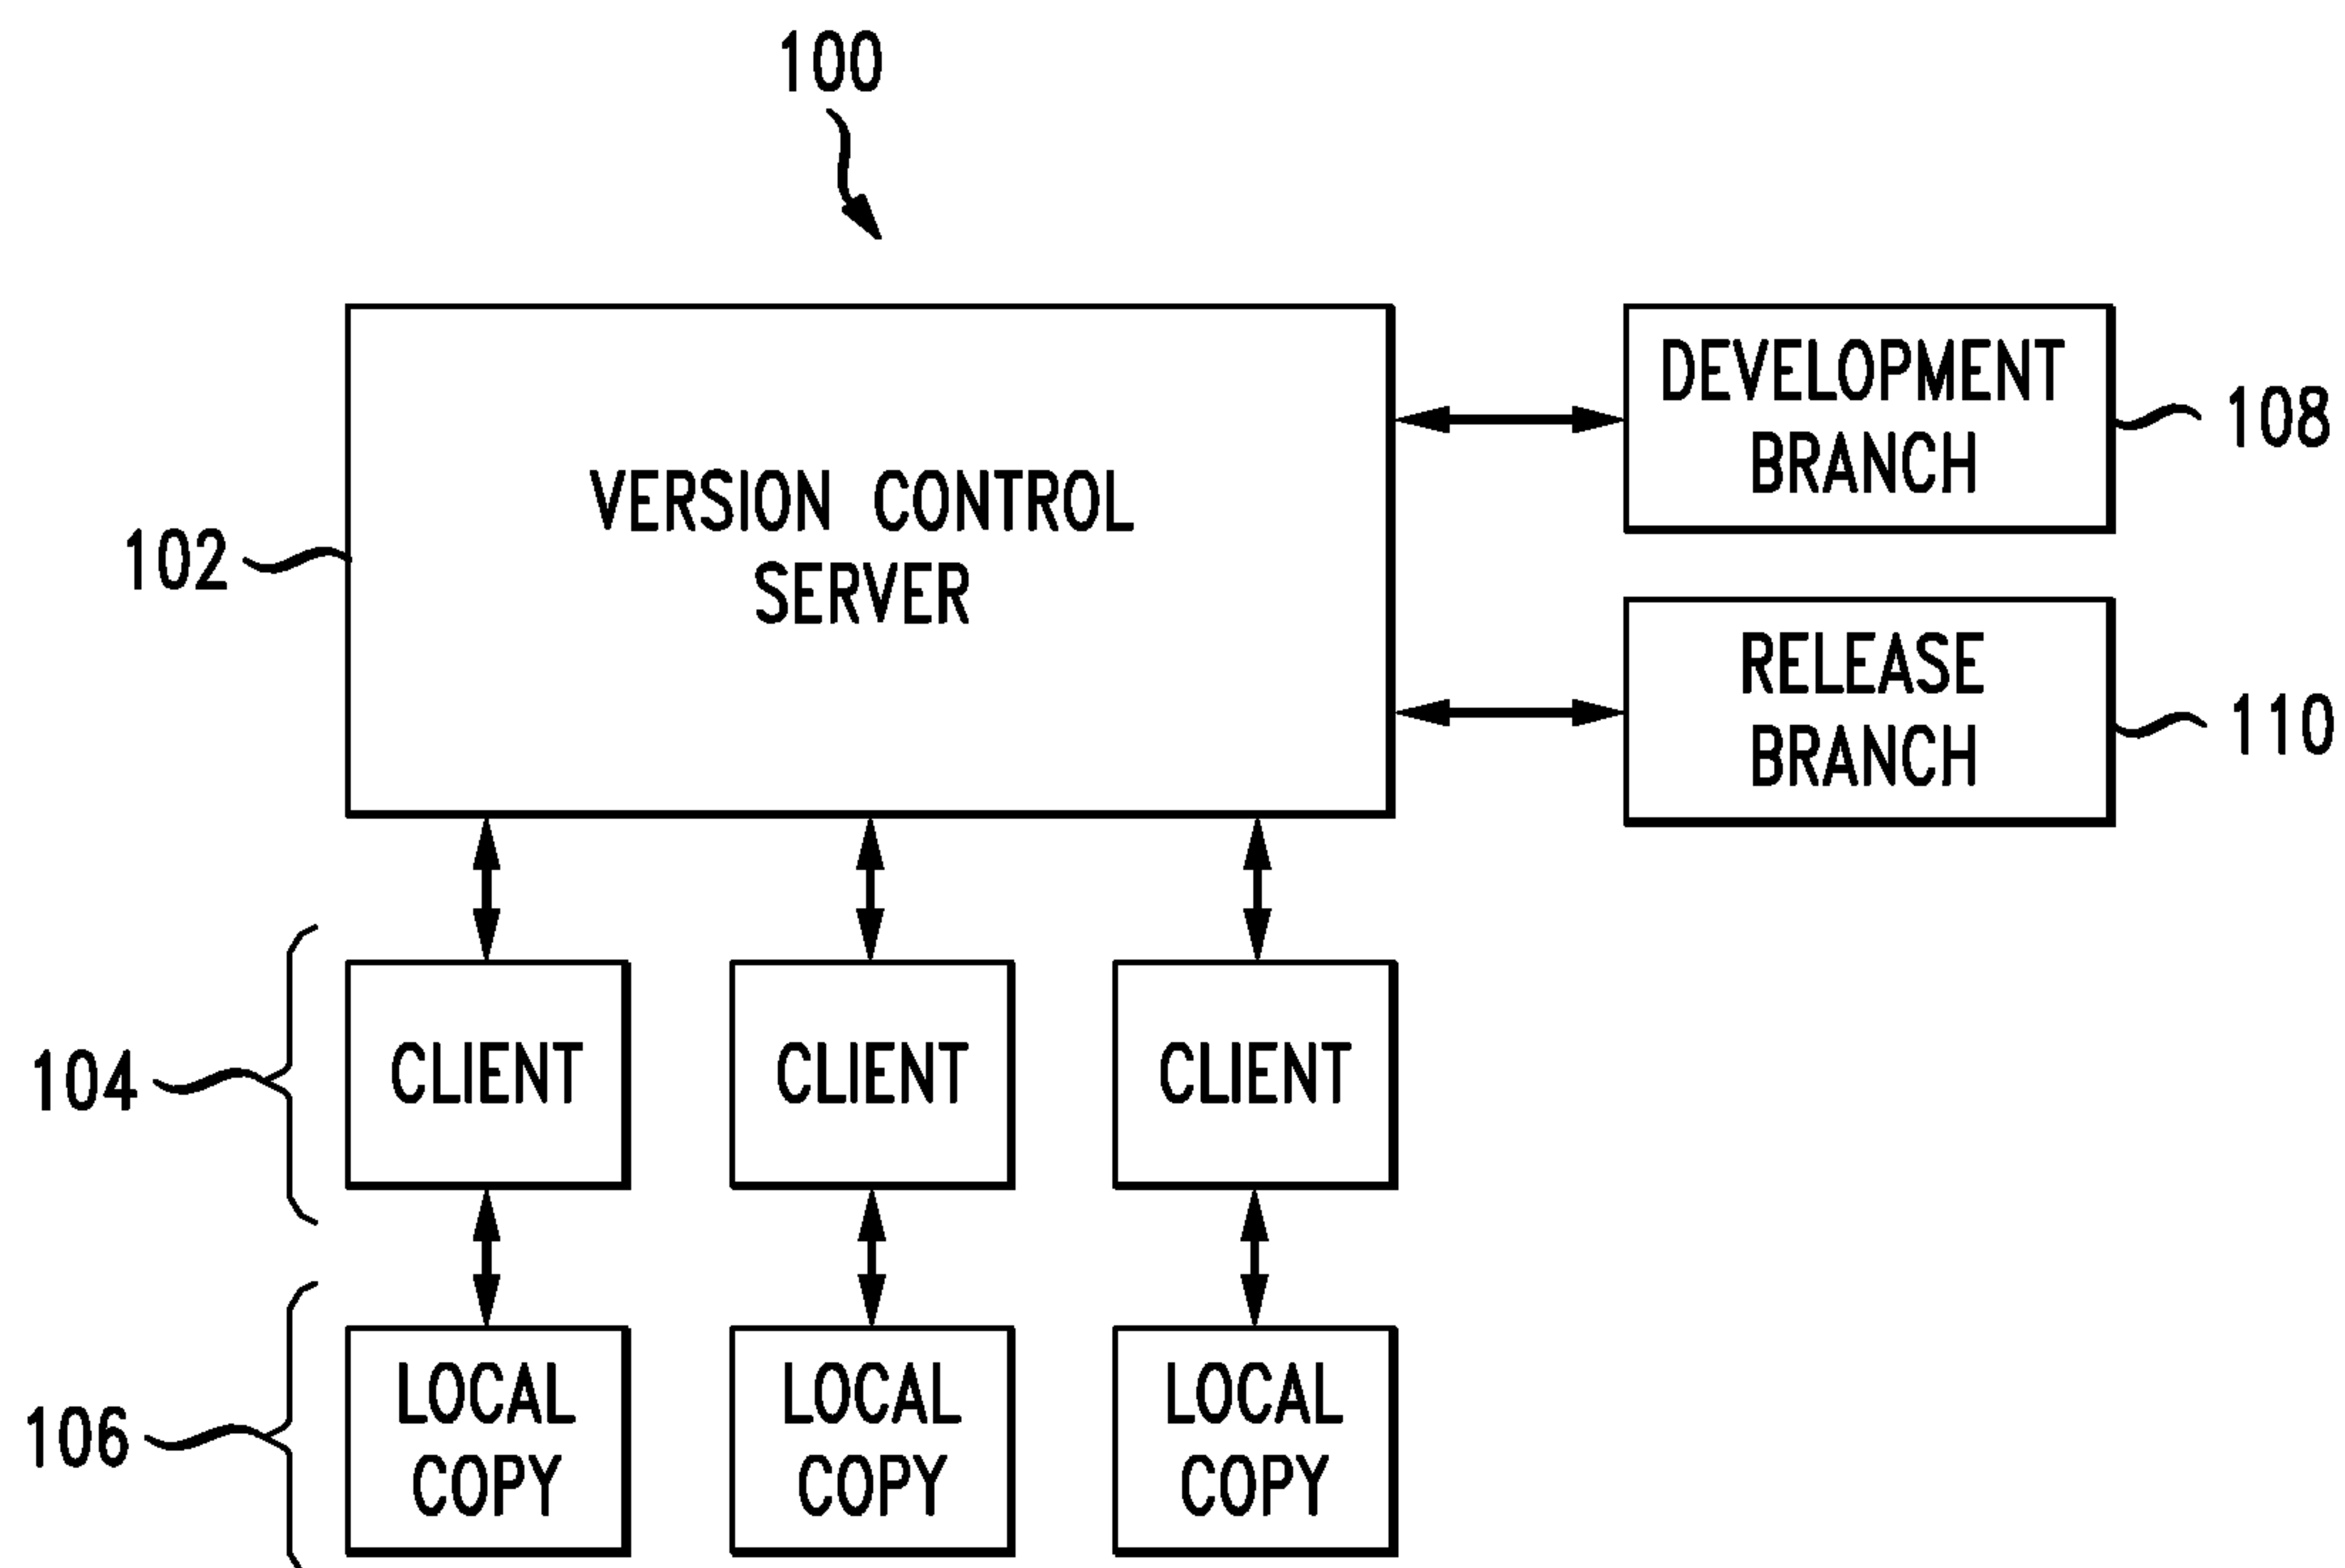 100
VERSION CONTROL
SERVER
102
DEVELOPMENT
BRANCH
108
RELEASE
BRANCH
110
104
CLIENT
CLIENT
CLIENT
106
LOCAL
COPY
LOCAL
COPY
LOCAL
COPY